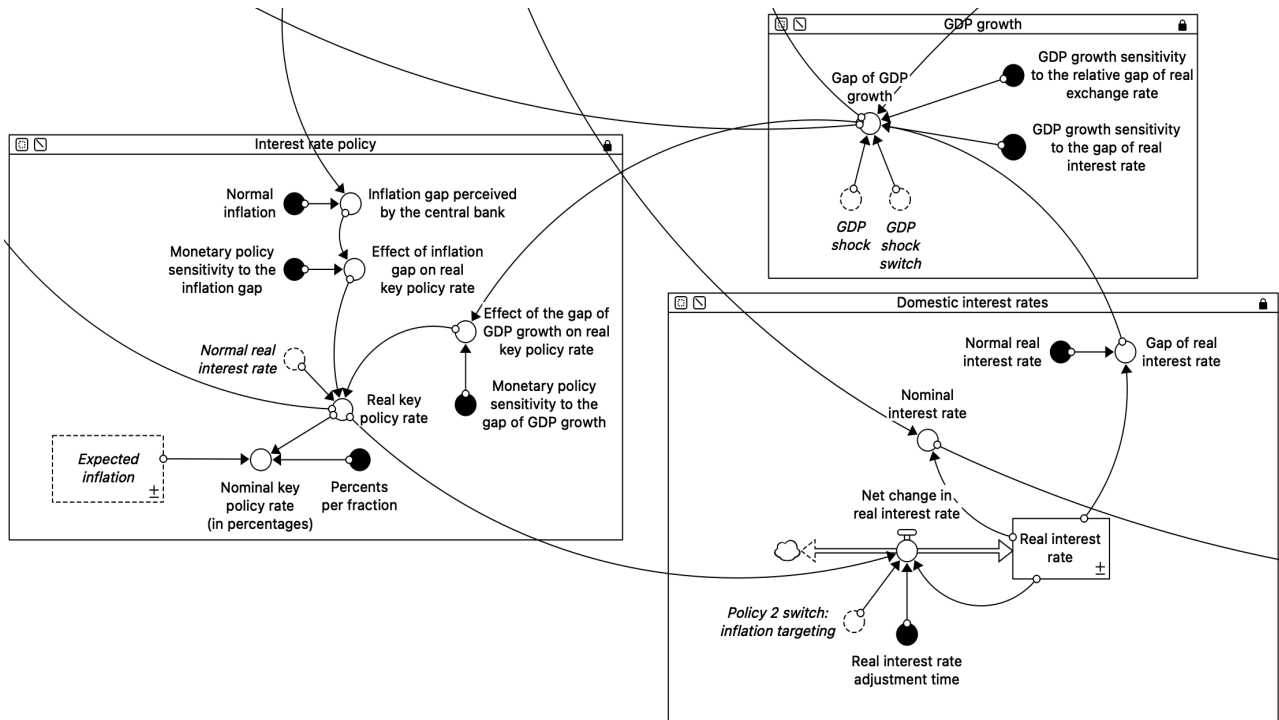 GDP growth
Gap of GDP
growth
GDP growth sensitivity
to the relative gap of real
exchange rate
GDP growth sensitivity
to the gap of real
interest rate
GDP
shock
GDP
shock
switch
Interest rate policy
Normal
inflation
Inflation gap perceived
by the central bank
Monetary policy
sensitivity to the
inflation gap
Effect of inflation
gap on real
key policy rate
Effect of the gap of
GDP growth on real
key policy rate
Normal real
interest rate
Real key
policy rate
Monetary policy
sensitivity to the
gap of GDP growth
Expected
inflation
Nominal key
policy rate
(in percentages)
Percents
per fraction
Domestic interest rates
Normal real
interest rate
Gap of real
interest rate
Nominal
interest rate
Net change in
real interest rate
Real interest
rate
Policy 2 switch:
inflation targeting
Real interest rate
adjustment time